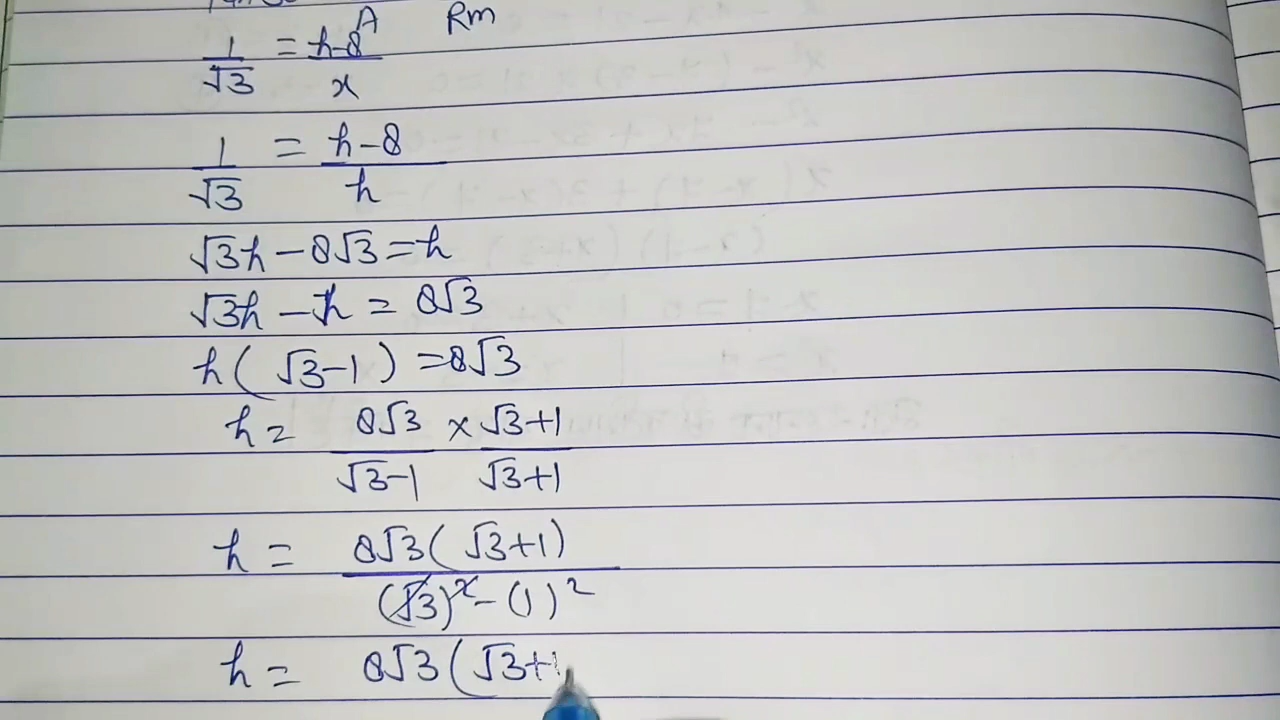 A Rm
1/√3 = h-8/x
1/√3 = h-8/h
√3h - 8√3 = h
√3h - h = 8√3
h(√3-1) = 8√3
h = 8√3/√3-1 × √3+1/√3+1
h = 8√3(√3+1)/(√3)² - (1)²
h = 8√3(√3+1